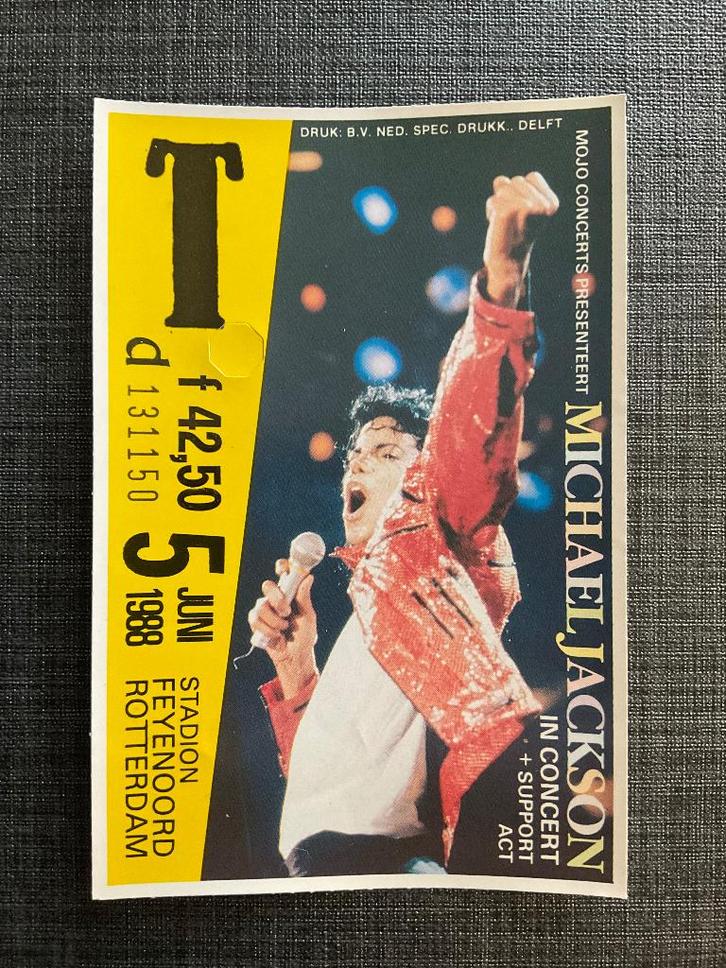 DRUK: B.V. NED. SPEC. DRUKK.. DELFT
MOJO CONCERTS PRESENTEERT MICHAEL JACKSON
IN CONCERT
+ SUPPORT
ACT
T
f 42,50
d 131150
5 JUNI
1988
STADION
FEYENOORD
ROTTERDAM